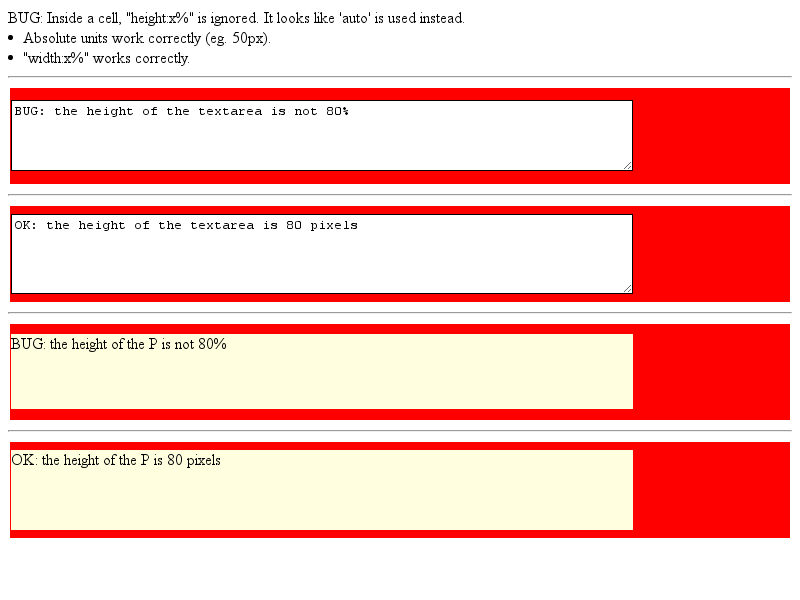 BUG: Inside a cell, "height:x%" is ignored. It looks like 'auto' is used instead.
Absolute units work correctly (eg. 50px).
"width:x%" works correctly.
BUG: the height of the textarea is not 80%
OK: the height of the textarea is 80 pixels
BUG: the height of the P is not 80%
OK: the height of the P is 80 pixels